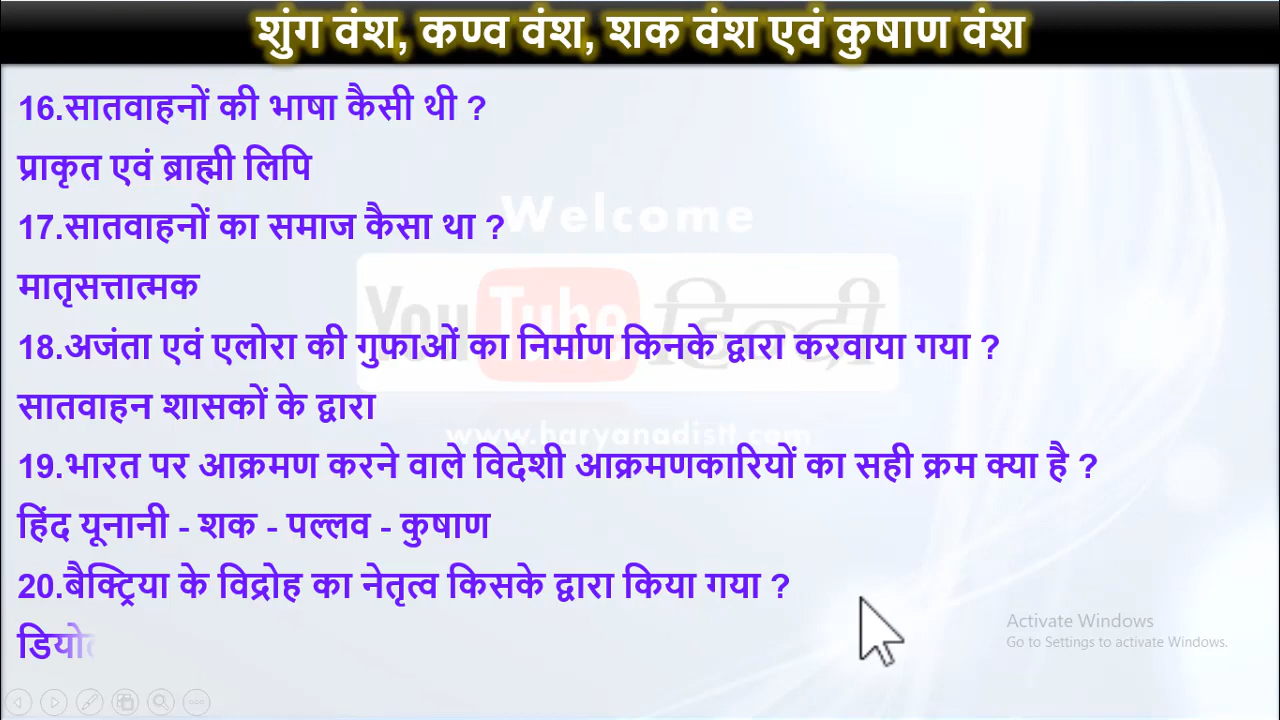 शुंग वंश, कण्व वंश, शक वंश एवं कुषाण वंश
16.सातवाहनों की भाषा कैसी थी ?
प्राकृत एवं ब्राह्मी लिपि
Welcome
17.सातवाहनों का समाज कैसा था ?
मातृसत्तात्मक
YouTube हिन्दी
18.अजंता एवं एलोरा की गुफाओं का निर्माण किनके द्वारा करवाया गया ?
सातवाहन शासकों के द्वारा
www.haryanadistt.com
19.भारत पर आक्रमण करने वाले विदेशी आक्रमणकारियों का सही क्रम क्या है ?
हिंद यूनानी - शक - पल्लव - कुषाण
20.बैक्ट्रिया के विद्रोह का नेतृत्व किसके द्वारा किया गया ?
Activate Windows
Go to Settings to activate Windows.